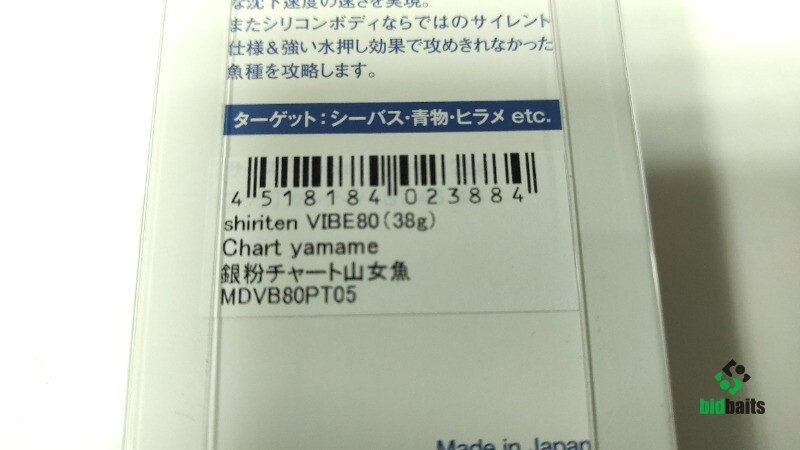 な沈下速度の速さを実現。
またシリコンボディならではのサイレント
仕様＆強い水押し効果で攻めきれなかった
魚種を攻略します。
ターゲット：シーバス・青物・ヒラメ etc.
4 518184 023884
shiriten VIBE80(38g)
Chart yamame
銀粉チャート山女魚
MDVB80PT05
Made in Japan
bidbaits